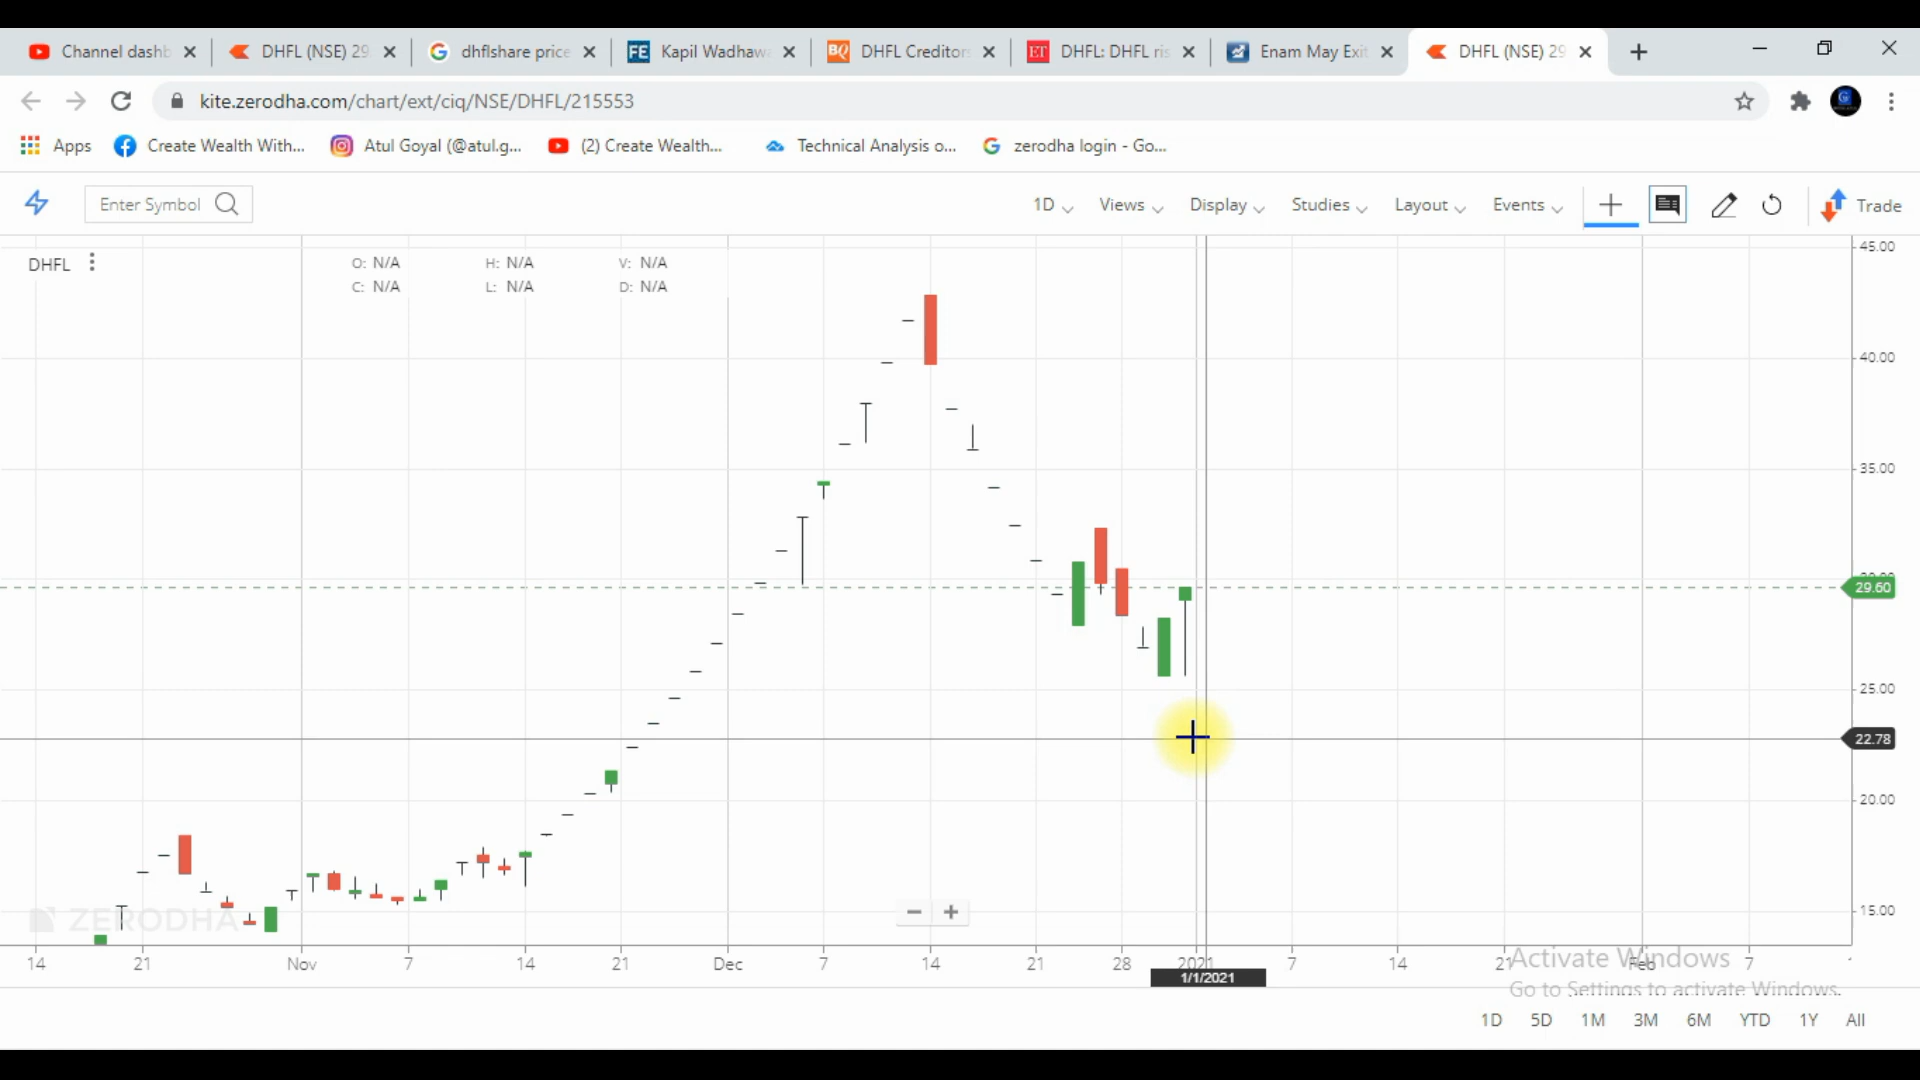 Channel dashb
DHFL (NSE) 29
dhflshare price
FE Kapil Wadhawa
BQ DHFL Creditor
ET DHFL: DHFL ris
Enam May Exit
DHFL (NSE) 29
kite.zerodha.com/chart/ext/ciq/NSE/DHFL/215553
Apps
Create Wealth With...
Atul Goyal (@atul.g...
(2) Create Wealth...
Technical Analysis o...
zerodha login - Go...
Enter Symbol
1D
Views
Display
Studies
Layout
Events
Trade
DHFL
O: N/A H: N/A V: N/A
C: N/A L: N/A D: N/A
45.00
40.00
35.00
29.60
25.00
22.78
20.00
15.00
ZERODHA
14 21 Nov 7 14 21 Dec 7 14 21 28 2021 7 14 21 Feb 7
1/1/2021
Activate Windows
Go to Settings to activate Windows.
1D 5D 1M 3M 6M YTD 1Y All